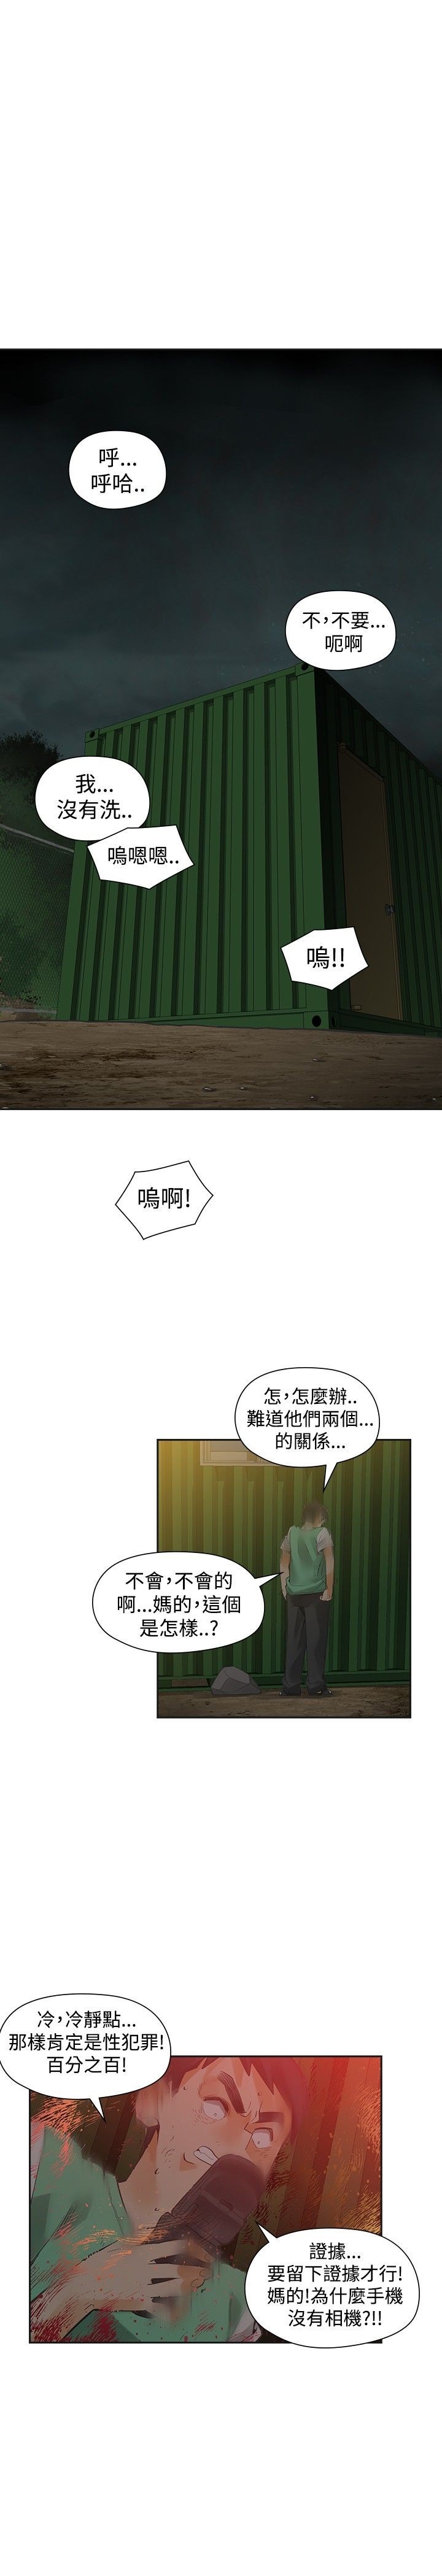 呼...
呼哈..
不,不要...
呃啊
我...
沒有洗..
嗚嗯嗯..
嗚!!
嗚啊!
怎,怎麼辦..
難道他們兩個...
的關係...
不會,不會的
啊...媽的,這個
是怎樣..?
冷,冷靜點...
那樣肯定是性犯罪!
百分之百!
證據...
要留下證據才行!
媽的!為什麼手機
沒有相機?!!